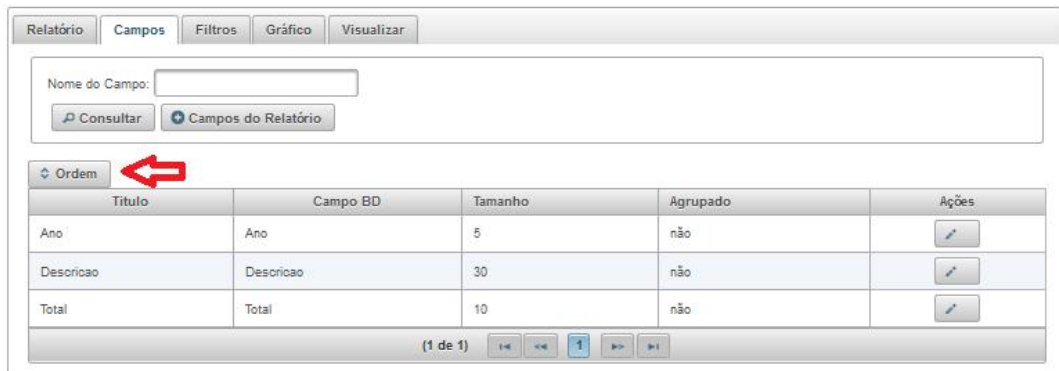 Relatório Campos Filtros Gráfico Visualizar
Nome do Campo:
Consultar Campos do Relatório
Ordem
Titulo Campo BD Tamanho Agrupado Ações
Ano Ano 5 não
Descricao Descricao 30 não
Total Total 10 não
(1 de 1) 1